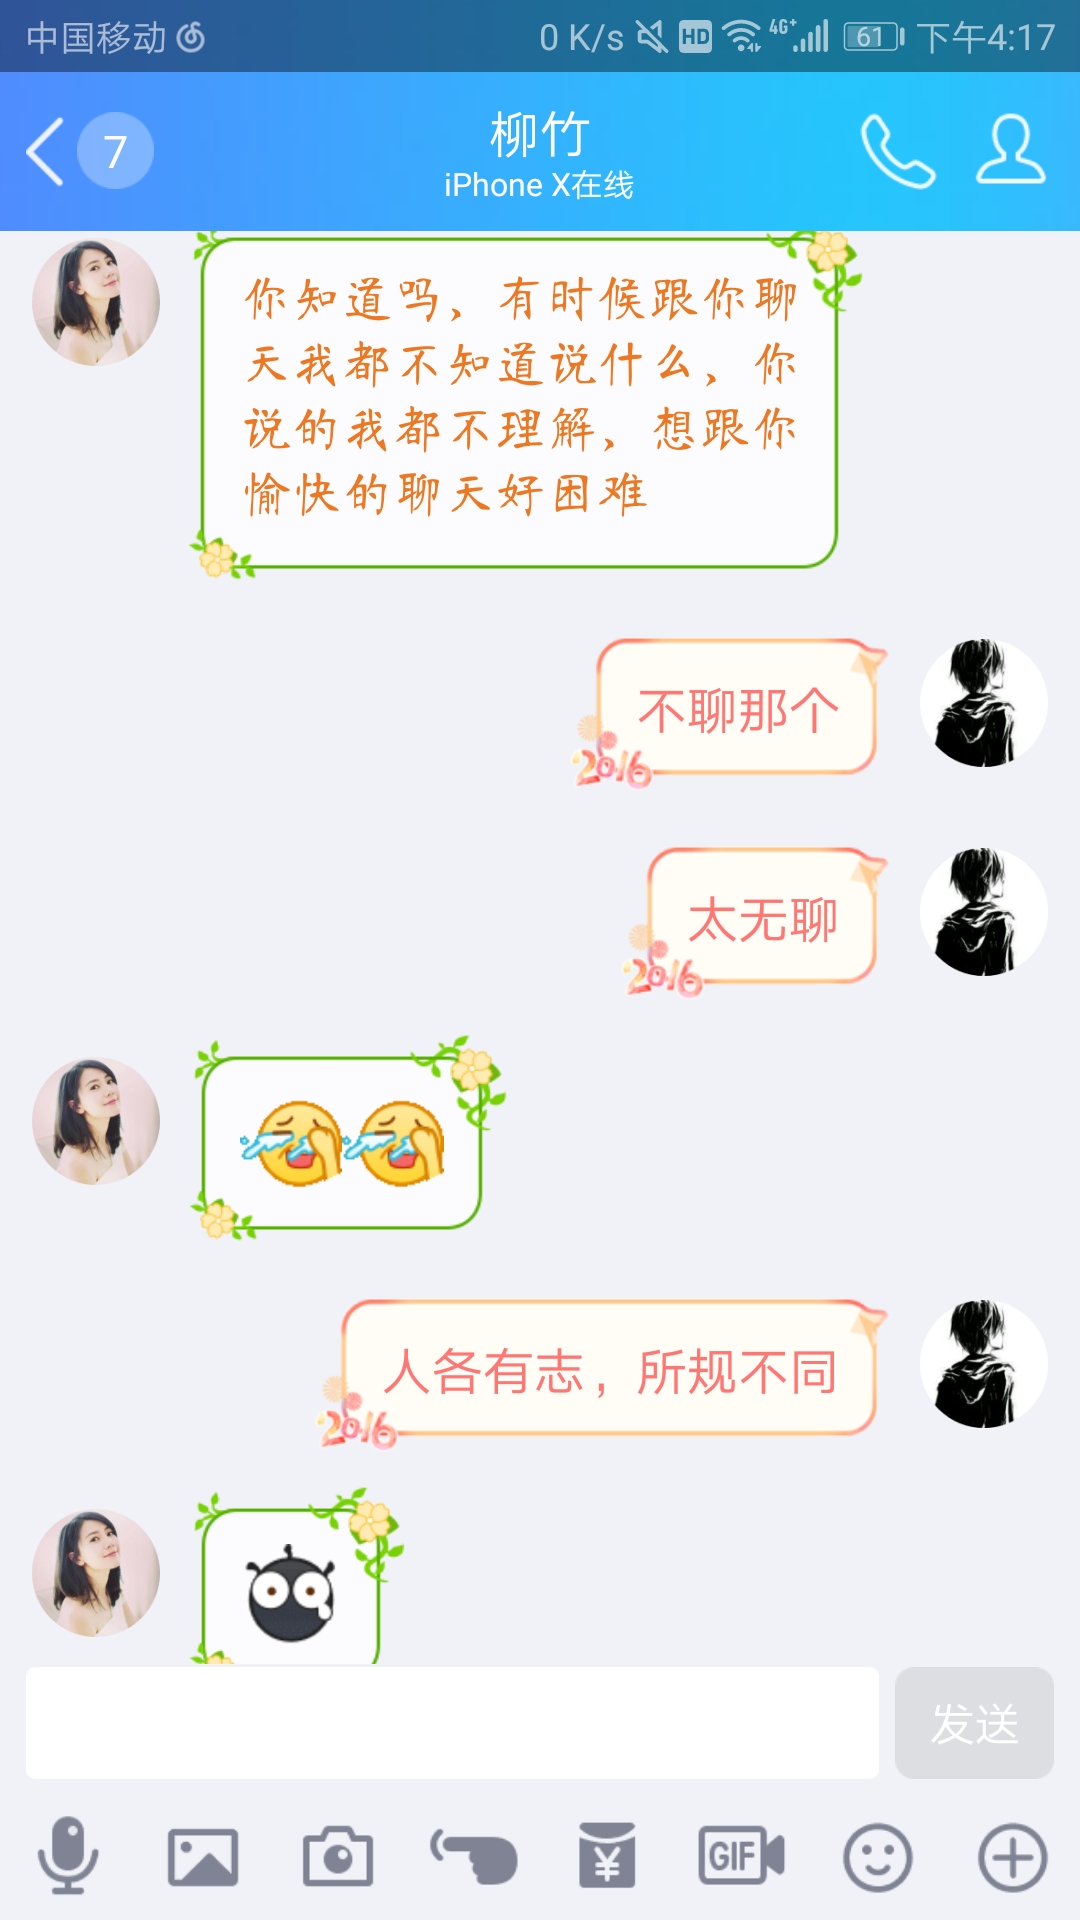 中国移动 0 K/s HD 4G+ 61 下午4:17
7 柳竹
iPhone X在线
你知道吗、有时候跟你聊
天我都不知道说什么、你
说的我都不理解、想跟你
愉快的聊天好困难
不聊那个
2016
太无聊
2016
人各有志，所规不同
2016
发送
GIF